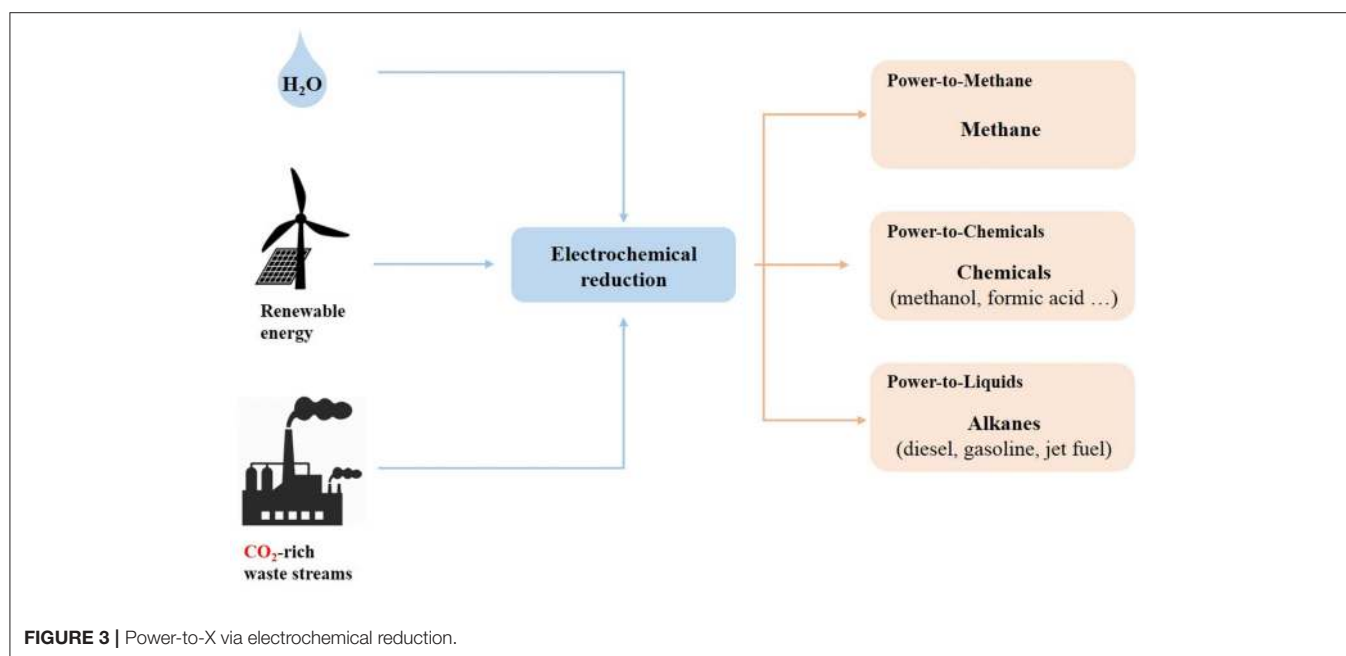 H₂O
Renewable
energy
CO₂-rich
waste streams
Electrochemical
reduction
Power-to-Methane
Methane
Power-to-Chemicals
Chemicals
(methanol, formic acid …)
Power-to-Liquids
Alkanes
(diesel, gasoline, jet fuel)
FIGURE 3 | Power-to-X via electrochemical reduction.